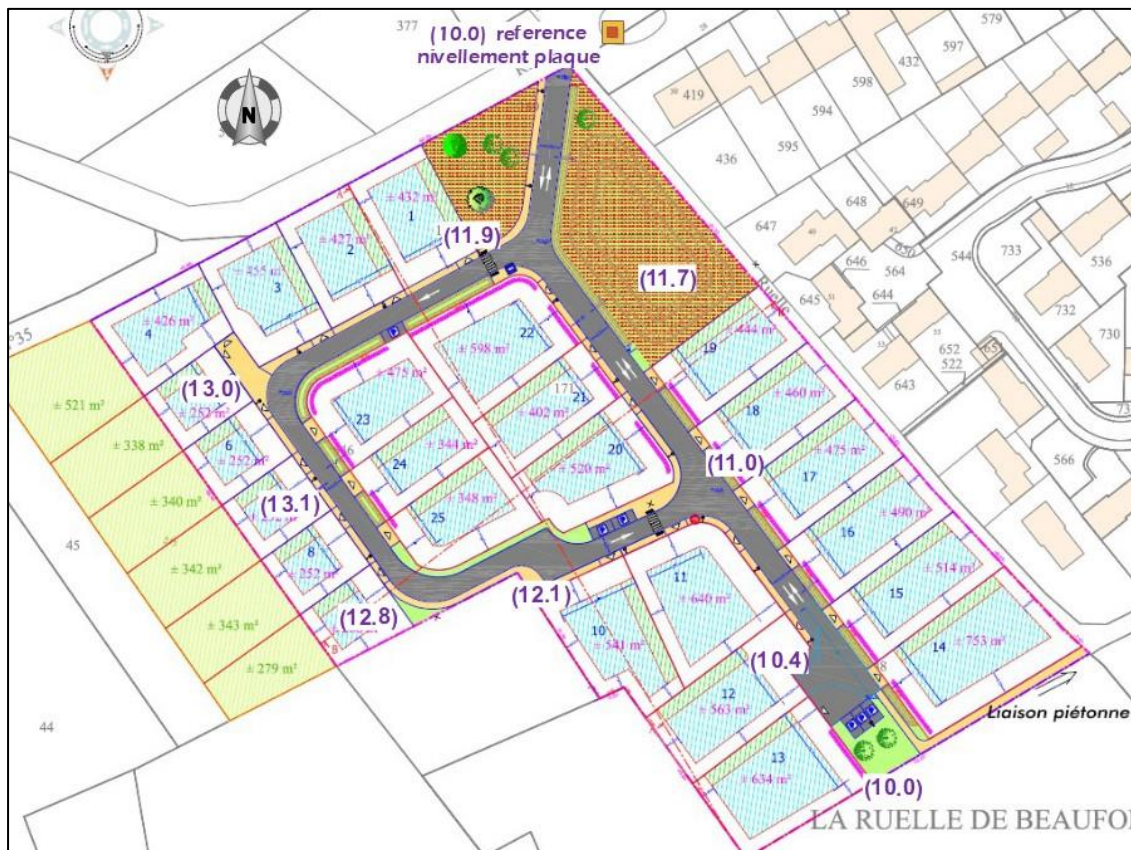 377
(10.0) reference
nivellement plaque
579
597
432
598
419
594
595
436
N
± 432 m²
1
± 427 m²
2
648
649
647
(11.9)
± 455 m²
3
646
564
544
733
536
(11.7)
645
644
± 426 m²
4
Ruelle
732
730
652
522
643
± 444 m²
19
22
± 598 m²
(13.0)
± 475 m²
± 521 m²
± 460 m²
18
171
21
± 402 m²
23
± 252 m²
± 338 m²
6
± 252 m²
± 344 m²
24
20
± 520 m²
(11.0)
± 475 m²
17
566
(13.1)
± 340 m²
± 348 m²
25
± 490 m²
16
45
± 342 m²
8
± 252 m²
11
± 640 m²
± 514 m²
15
(12.8)
(12.1)
± 343 m²
10
± 541 m²
± 753 m²
14
(10.4)
± 279 m²
12
± 563 m²
44
Liaison piétonne
13
± 634 m²
(10.0)
LA RUELLE DE BEAUFO